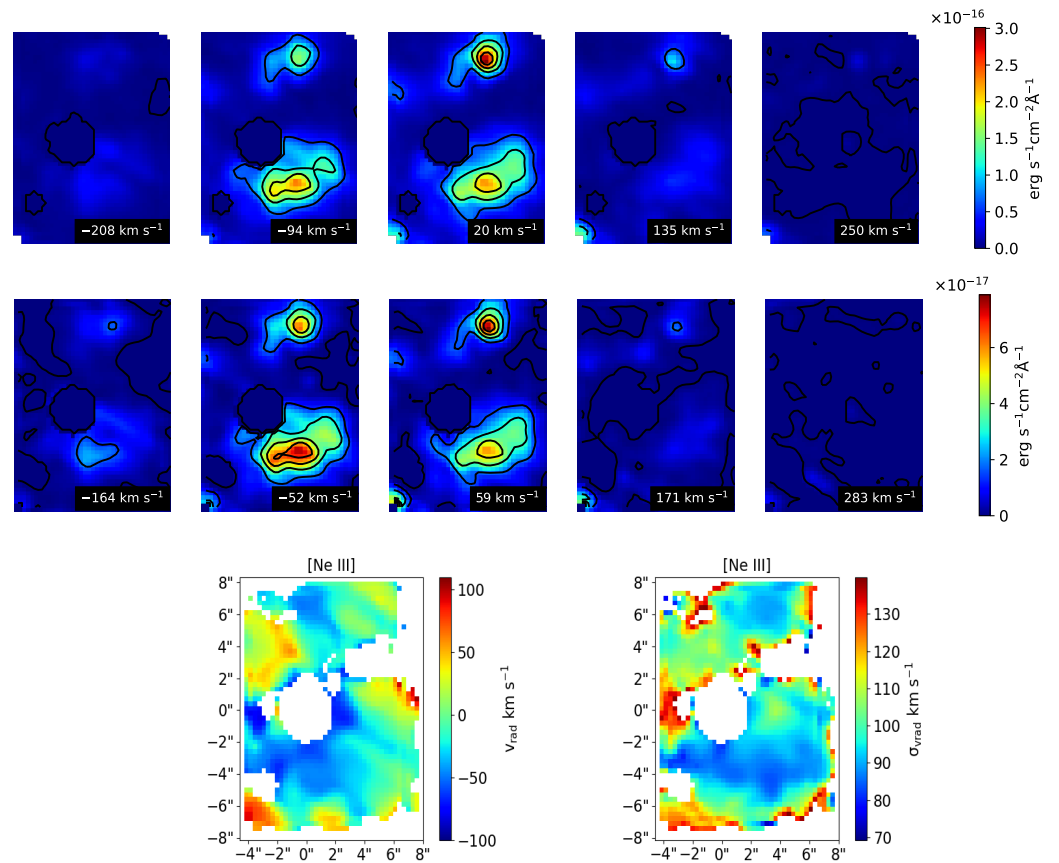 ×10⁻¹⁶
−208 km s⁻¹
−94 km s⁻¹
20 km s⁻¹
135 km s⁻¹
250 km s⁻¹
3.0
2.5
2.0
1.5
1.0
0.5
0.0
erg s⁻¹cm⁻²Å⁻¹
×10⁻¹⁷
−164 km s⁻¹
−52 km s⁻¹
59 km s⁻¹
171 km s⁻¹
283 km s⁻¹
6
4
2
0
erg s⁻¹cm⁻²Å⁻¹
[Ne III]
8"
6"
4"
2"
0"
−2"
−4"
−6"
−8"
−4" −2" 0" 2" 4" 6" 8"
100
50
0
−50
−100
v_rad km s⁻¹
[Ne III]
8"
6"
4"
2"
0"
−2"
−4"
−6"
−8"
−4" −2" 0" 2" 4" 6" 8"
130
120
110
100
90
80
70
σ_vrad km s⁻¹